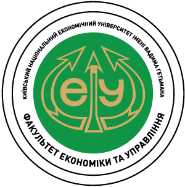 КИЇВСЬКИЙ НАЦІОНАЛЬНИЙ ЕКОНОМІЧНИЙ УНІВЕРСИТЕТ ІМЕНІ ВАДИМА ГЕТЬМАНА
еу
ФАКУЛЬТЕТ ЕКОНОМІКИ ТА УПРАВЛІННЯ